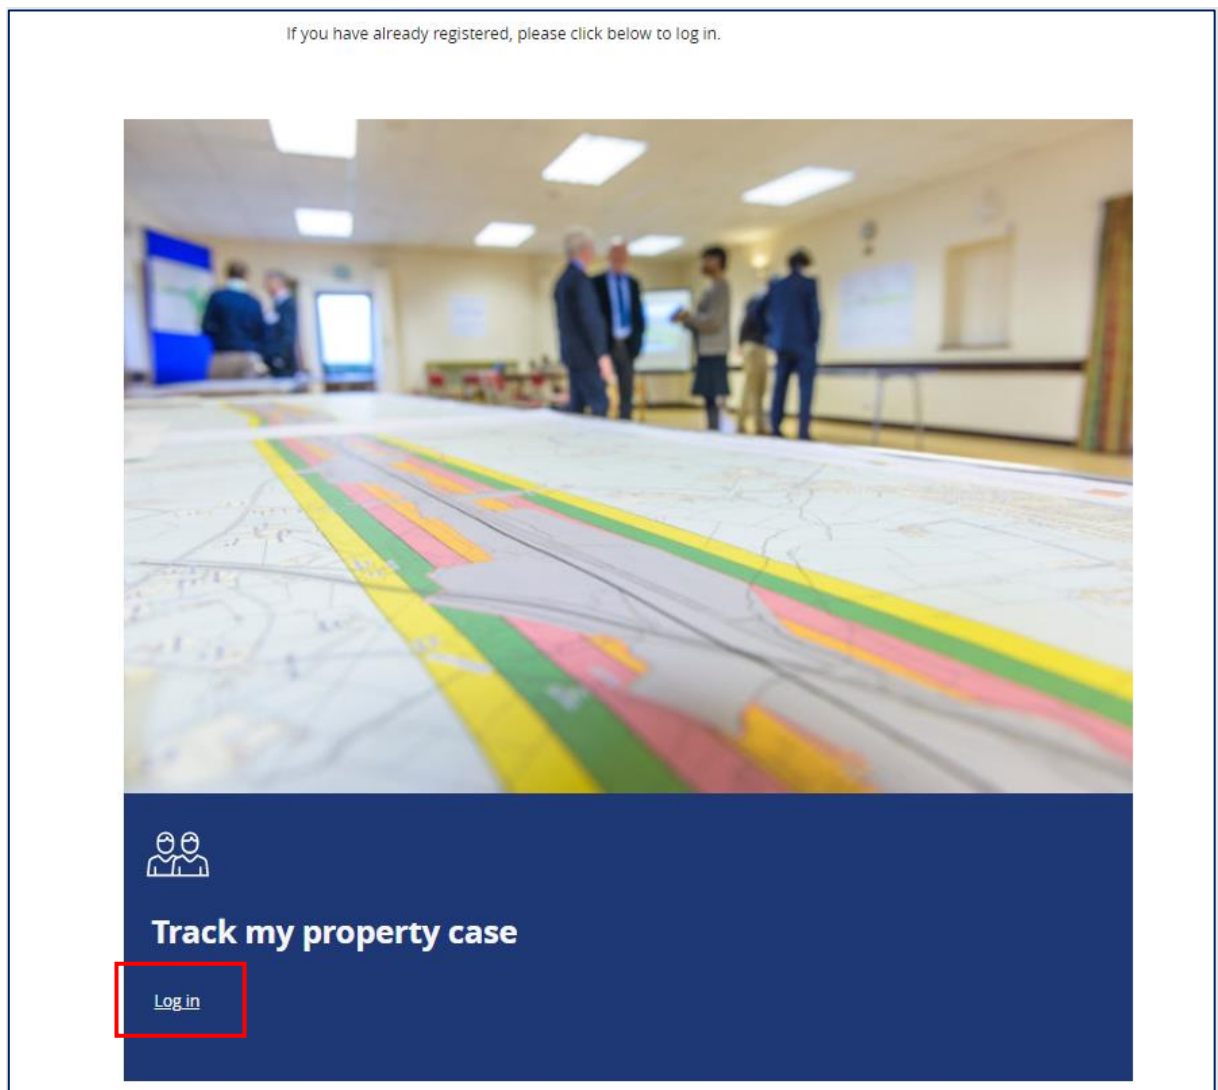 If you have already registered, please click below to log in.
Track my property case
Log in